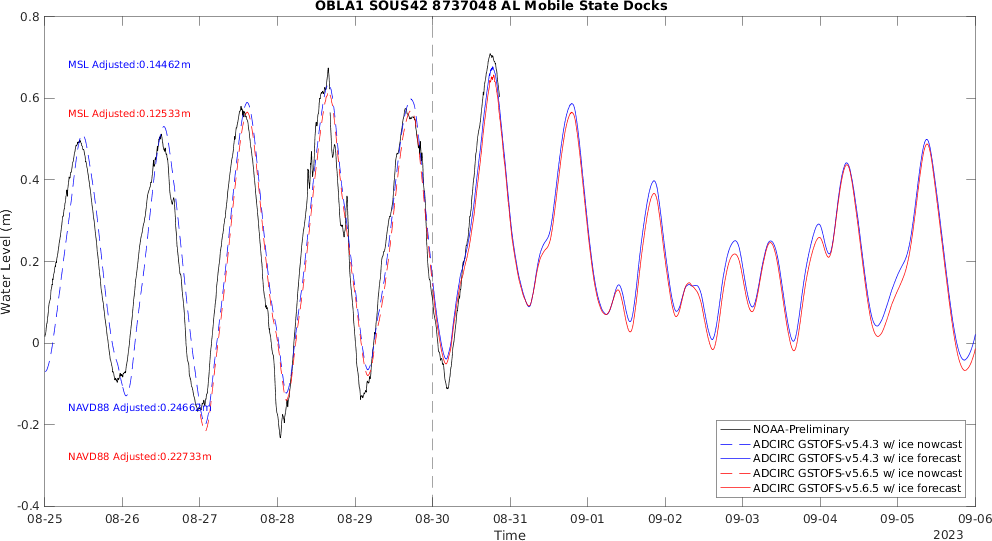 OBLA1 SOUS42 8737048 AL Mobile State Docks
0.8
0.6
0.4
0.2
0
-0.2
-0.4
Water Level (m)
MSL Adjusted:0.14462m
MSL Adjusted:0.12533m
NAVD88 Adjusted:0.24662m
NAVD88 Adjusted:0.22733m
NOAA-Preliminary
ADCIRC GSTOFS-v5.4.3 w/ ice nowcast
ADCIRC GSTOFS-v5.4.3 w/ ice forecast
ADCIRC GSTOFS-v5.6.5 w/ ice nowcast
ADCIRC GSTOFS-v5.6.5 w/ ice forecast
08-25 08-26 08-27 08-28 08-29 08-30 08-31 09-01 09-02 09-03 09-04 09-05 09-06
Time
2023